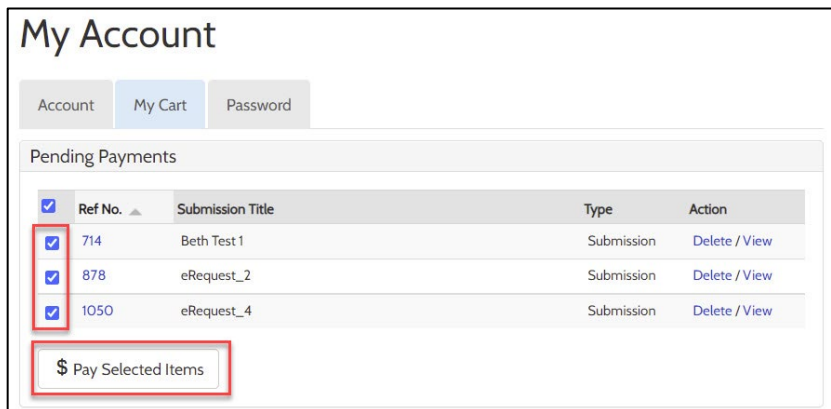 My Account
Account My Cart Password
Pending Payments
Ref No. Submission Title Type Action
714 Beth Test 1 Submission Delete / View
878 eRequest_2 Submission Delete / View
1050 eRequest_4 Submission Delete / View
$ Pay Selected Items